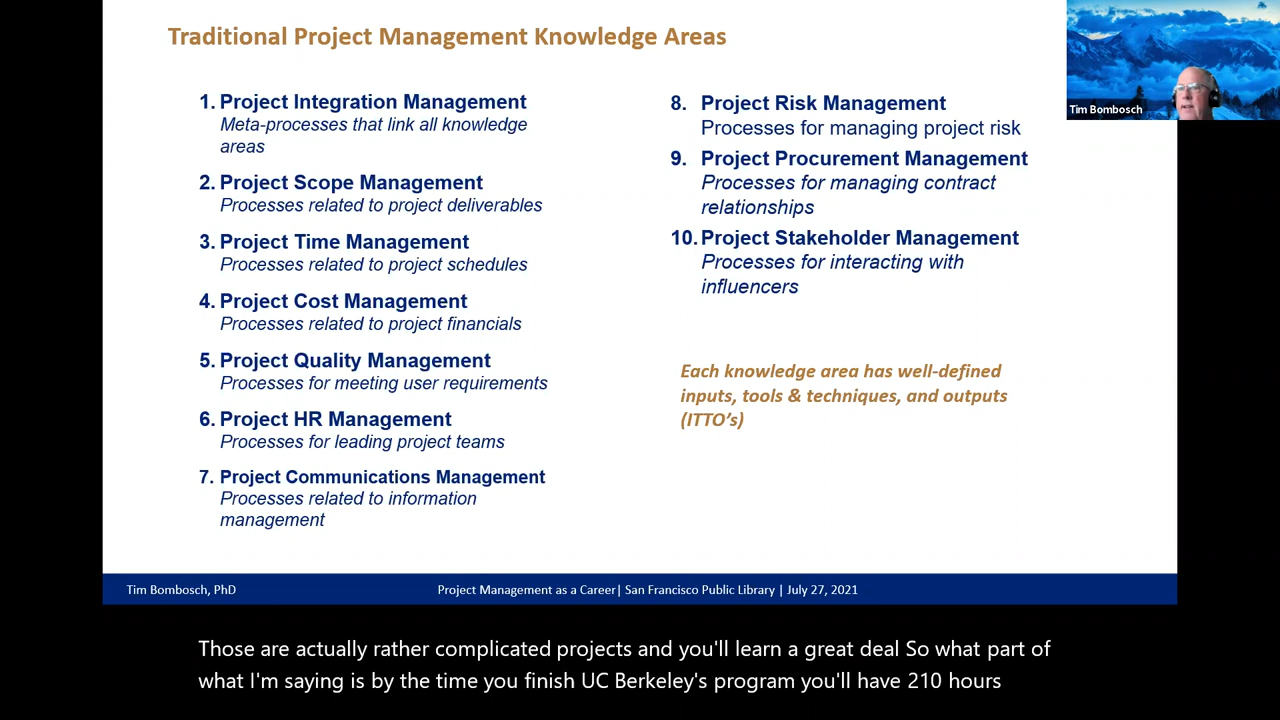 Traditional Project Management Knowledge Areas
1. Project Integration Management
Meta-processes that link all knowledge
areas
2. Project Scope Management
Processes related to project deliverables
3. Project Time Management
Processes related to project schedules
4. Project Cost Management
Processes related to project financials
5. Project Quality Management
Processes for meeting user requirements
6. Project HR Management
Processes for leading project teams
7. Project Communications Management
Processes related to information
management
8. Project Risk Management
Processes for managing project risk
9. Project Procurement Management
Processes for managing contract
relationships
10. Project Stakeholder Management
Processes for interacting with
influencers
Each knowledge area has well-defined
inputs, tools & techniques, and outputs
(ITTO's)
Tim Bombosch
Tim Bombosch, PhD
Project Management as a Career| San Francisco Public Library | July 27, 2021
Those are actually rather complicated projects and you'll learn a great deal So what part of
what I'm saying is by the time you finish UC Berkeley's program you'll have 210 hours